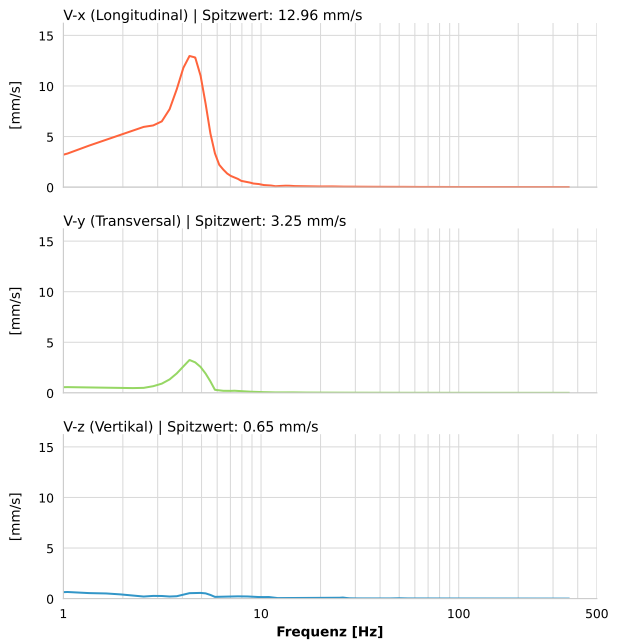 V-x (Longitudinal) | Spitzwert: 12.96 mm/s
15
10
5
0
[mm/s]
V-y (Transversal) | Spitzwert: 3.25 mm/s
15
10
5
0
[mm/s]
V-z (Vertikal) | Spitzwert: 0.65 mm/s
15
10
5
0
[mm/s]
1 10 100 500
Frequenz [Hz]